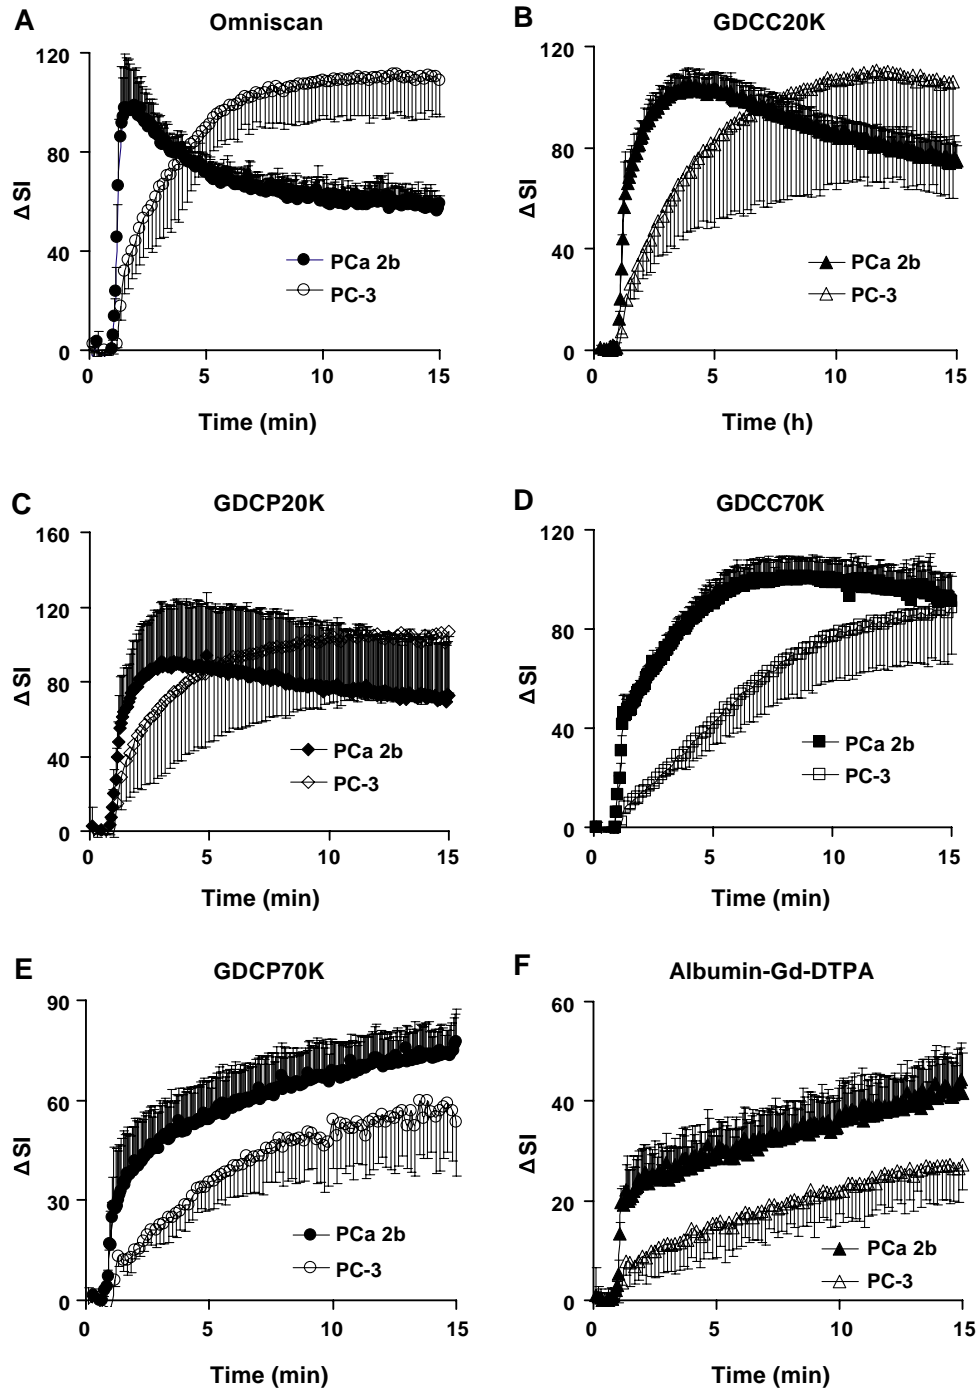 A
Omniscan
120
80
40
0
ΔSI
PCa 2b
PC-3
0 5 10 15
Time (min)
B
GDCC20K
120
80
40
0
ΔSI
PCa 2b
PC-3
0 5 10 15
Time (h)
C
GDCP20K
160
120
80
40
0
ΔSI
PCa 2b
PC-3
0 5 10 15
Time (min)
D
GDCC70K
120
80
40
0
ΔSI
PCa 2b
PC-3
0 5 10 15
Time (min)
E
GDCP70K
90
60
30
0
ΔSI
PCa 2b
PC-3
0 5 10 15
Time (min)
F
Albumin-Gd-DTPA
60
40
20
0
ΔSI
PCa 2b
PC-3
0 5 10 15
Time (min)